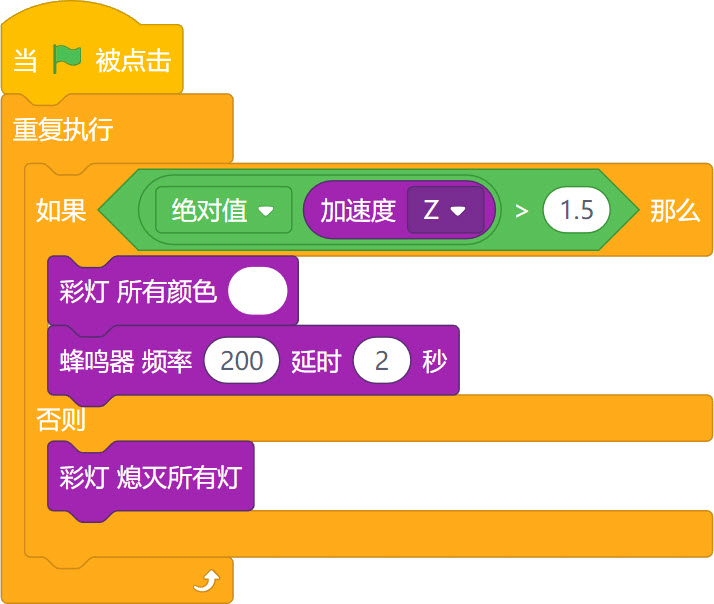 当 被点击
重复执行
如果 绝对值 加速度 Z > 1.5 那么
彩灯 所有颜色
蜂鸣器 频率 200 延时 2 秒
否则
彩灯 熄灭所有灯